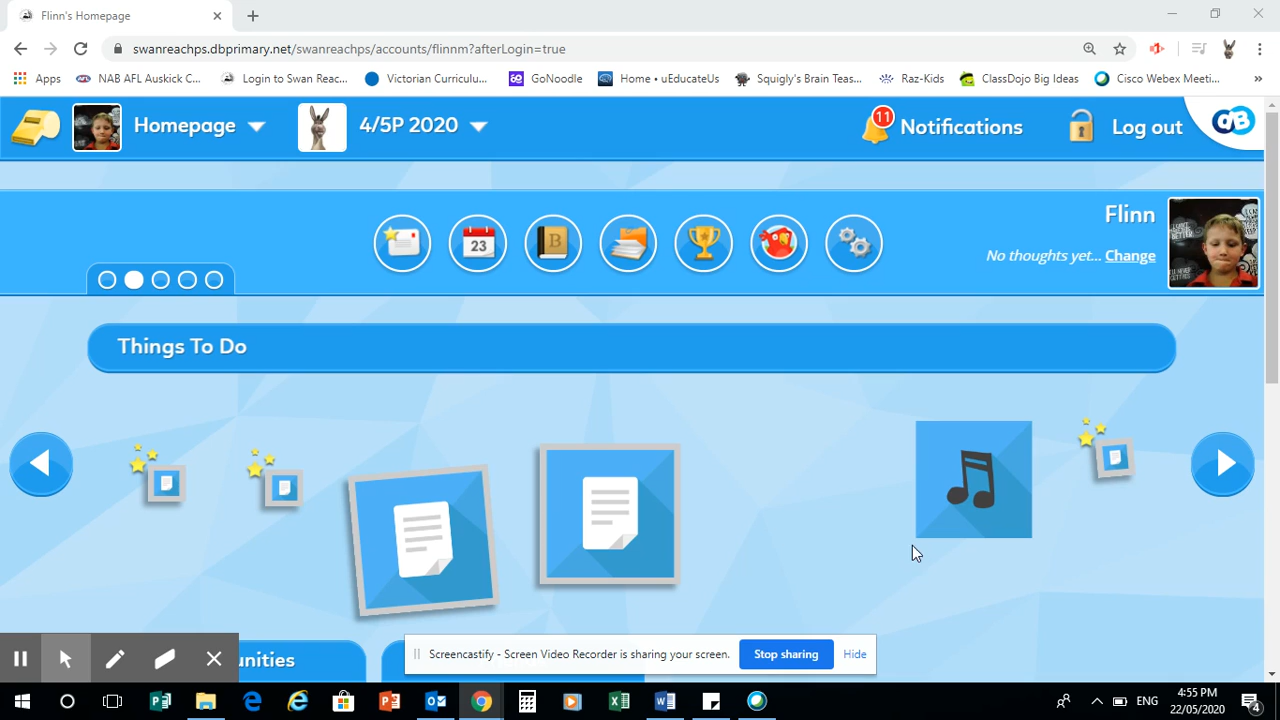 Flinn's Homepage
swanreachps.dbprimary.net/swanreachps/accounts/flinnm?afterLogin=true
Apps NAB AFL Auskick C... Login to Swan Reac... Victorian Curriculu... GoNoodle Home • uEducateUs Squigly's Brain Teas... Raz-Kids ClassDojo Big Ideas Cisco Webex Meeti... »
Homepage 4/5P 2020 11 Notifications Log out dB
Flinn
23 B
No thoughts yet... Change
Things To Do
unities
Screencastify - Screen Video Recorder is sharing your screen. Stop sharing Hide
ENG
4:55 PM
22/05/2020
4